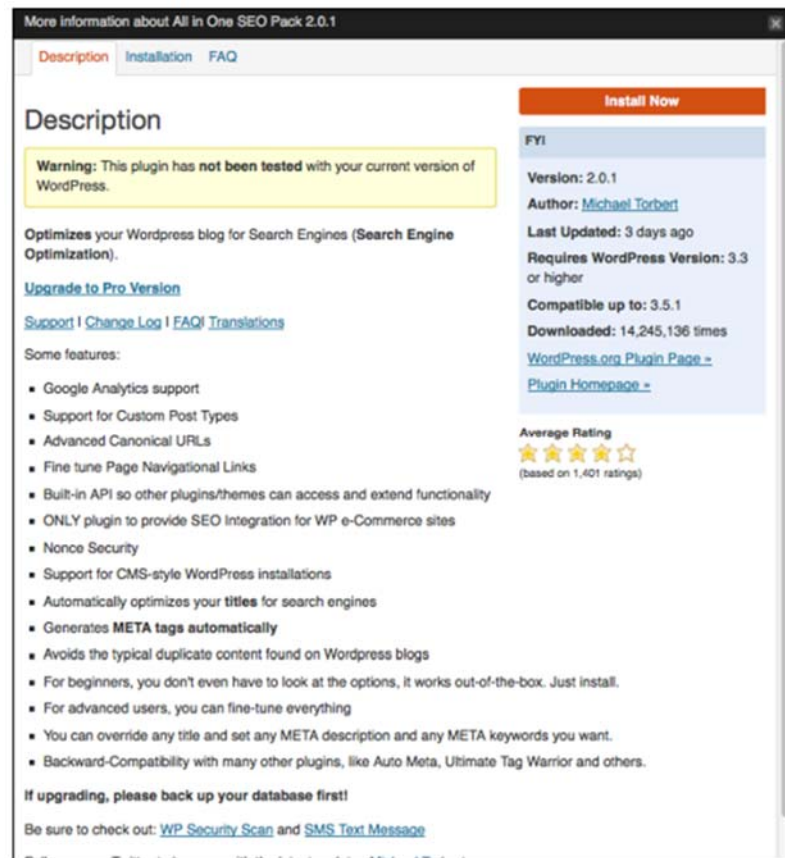 More information about All in One SEO Pack 2.0.1
Description Installation FAQ
Description
Warning: This plugin has not been tested with your current version of
WordPress.
Optimizes your Wordpress blog for Search Engines (Search Engine
Optimization).
Upgrade to Pro Version
Support | Change Log | FAQ| Translations
Some features:
Google Analytics support
Support for Custom Post Types
Advanced Canonical URLs
Fine tune Page Navigational Links
Built-in API so other plugins/themes can access and extend functionality
ONLY plugin to provide SEO Integration for WP e-Commerce sites
Nonce Security
Support for CMS-style WordPress installations
Automatically optimizes your titles for search engines
Generates META tags automatically
Avoids the typical duplicate content found on Wordpress blogs
For beginners, you don't even have to look at the options, it works out-of-the-box. Just install.
For advanced users, you can fine-tune everything
You can override any title and set any META description and any META keywords you want.
Backward-Compatibility with many other plugins, like Auto Meta, Ultimate Tag Warrior and others.
If upgrading, please back up your database first!
Be sure to check out: WP Security Scan and SMS Text Message
Install Now
FYI
Version: 2.0.1
Author: Michael Torbert
Last Updated: 3 days ago
Requires WordPress Version: 3.3
or higher
Compatible up to: 3.5.1
Downloaded: 14,245,136 times
WordPress.org Plugin Page »
Plugin Homepage »
Average Rating
(based on 1,401 ratings)